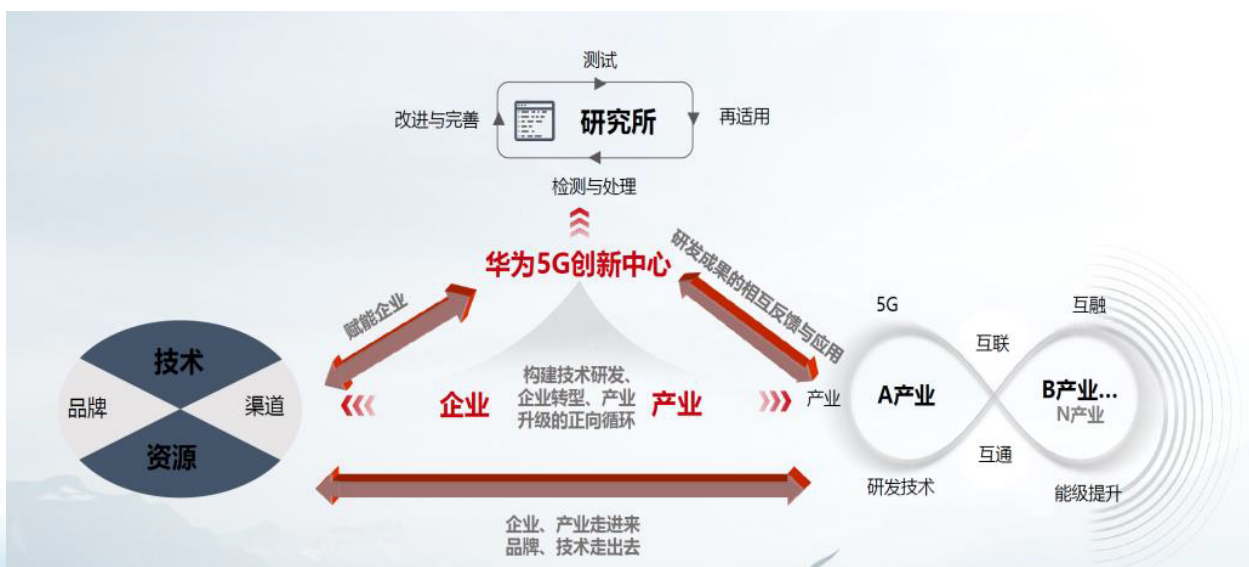 测试
改进与完善
研究所
再适用
检测与处理
华为5G创新中心
赋能企业
研发成果的相互反馈与应用
技术
品牌
渠道
资源
企业
构建技术研发、
企业转型、产业
升级的正向循环
产业
产业
5G
互联
互融
A产业
B产业...
N产业
互通
研发技术
能级提升
企业、产业走进来
品牌、技术走出去